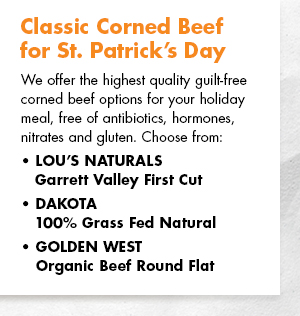 Classic Corned Beef
for St. Patrick's Day
We offer the highest quality guilt-free
corned beef options for your holiday
meal, free of antibiotics, hormones,
nitrates and gluten. Choose from:
• LOU'S NATURALS
Garrett Valley First Cut
• DAKOTA
100% Grass Fed Natural
• GOLDEN WEST
Organic Beef Round Flat